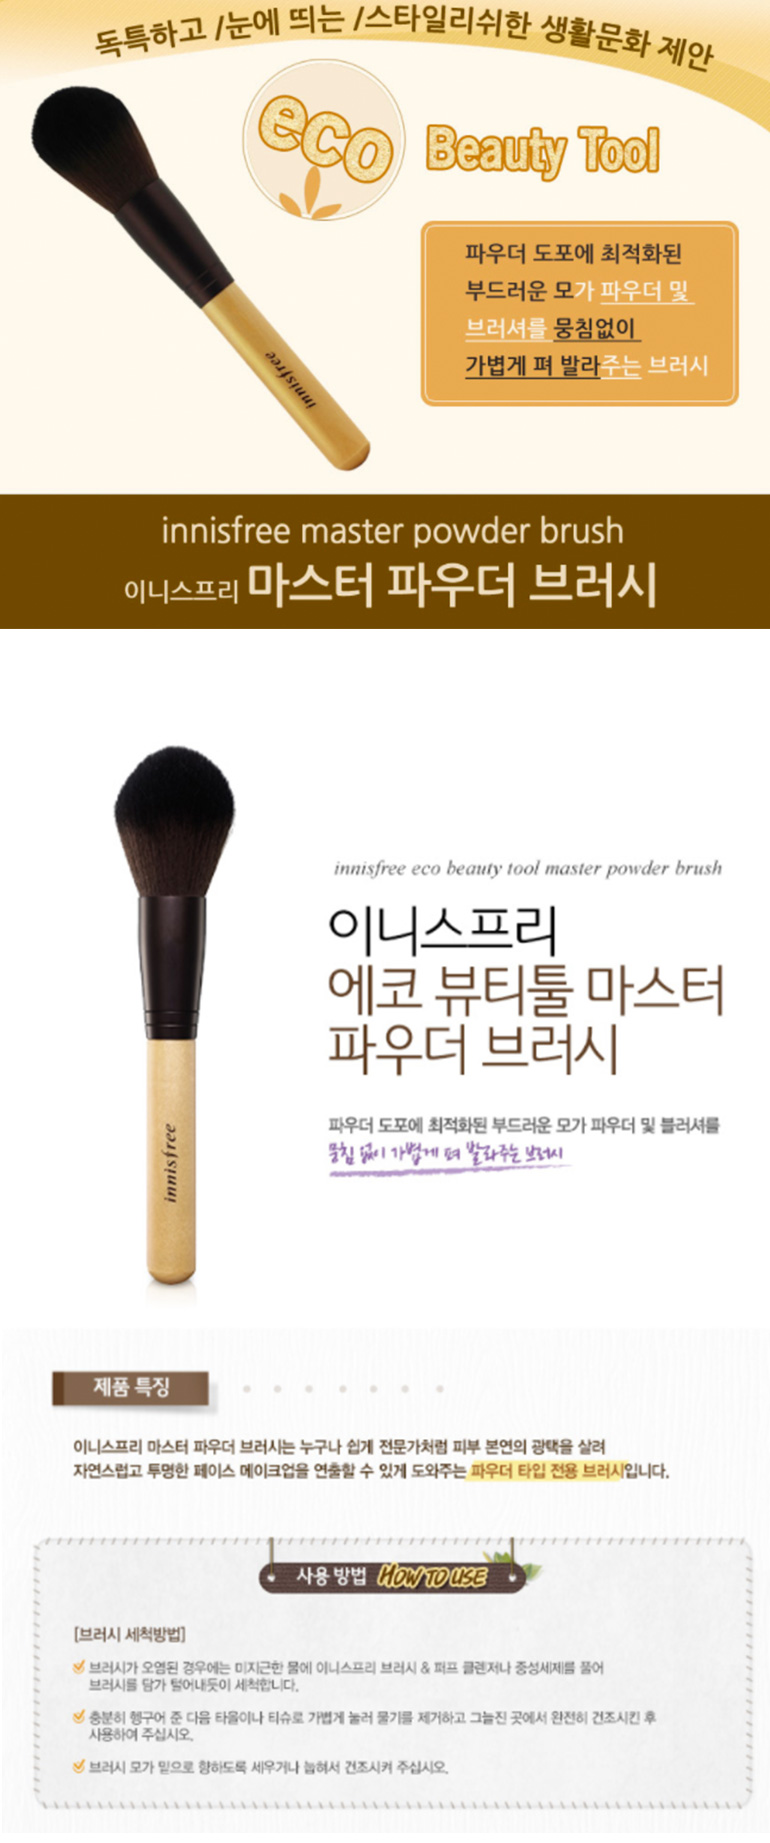 독특하고 /눈에 띄는 /스타일리쉬한 생활문화 제안
eco
Beauty Tool
파우더 도포에 최적화된
부드러운 모가 파우더 및
브러셔를 뭉침없이
가볍게 펴 발라주는 브러시
innisfree
innisfree master powder brush
이니스프리 마스터 파우더 브러시
innisfree eco beauty tool master powder brush
이니스프리
에코 뷰티툴 마스터
파우더 브러시
파우더 도포에 최적화된 부드러운 모가 파우더 및 블러셔를
뭉침 없이 가볍게 펴 발라주는 브러시
innisfree
제품 특징
이니스프리 마스터 파우더 브러시는 누구나 쉽게 전문가처럼 피부 본연의 광택을 살려
자연스럽고 투명한 페이스 메이크업을 연출할 수 있게 도와주는 파우더 타입 전용 브러시입니다.
사용 방법 HOW TO USE
[브러시 세척방법]
브러시가 오염된 경우에는 미지근한 물에 이니스프리 브러시 & 퍼프 클렌저나 중성세제를 풀어
브러시를 담가 털어내듯이 세척합니다.
충분히 헹구어 준 다음 타올이나 티슈로 가볍게 눌러 물기를 제거하고 그늘진 곳에서 완전히 건조시킨 후
사용하여 주십시오.
브러시 모가 밑으로 향하도록 세우거나 눕혀서 건조시켜 주십시오.